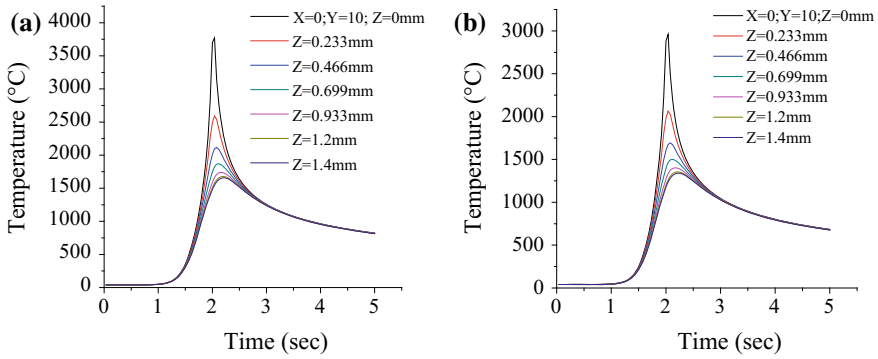 (a)
X=0;Y=10; Z=0mm
Z=0.233mm
Z=0.466mm
Z=0.699mm
Z=0.933mm
Z=1.2mm
Z=1.4mm
4000
3500
3000
2500
2000
1500
1000
500
0
0 1 2 3 4 5
Temperature (°C)
Time (sec)
(b)
X=0;Y=10;Z=0mm
Z=0.233mm
Z=0.466mm
Z=0.699mm
Z=0.933mm
Z=1.2mm
Z=1.4mm
3000
2500
2000
1500
1000
500
0
0 1 2 3 4 5
Temperature (°C)
Time (sec)